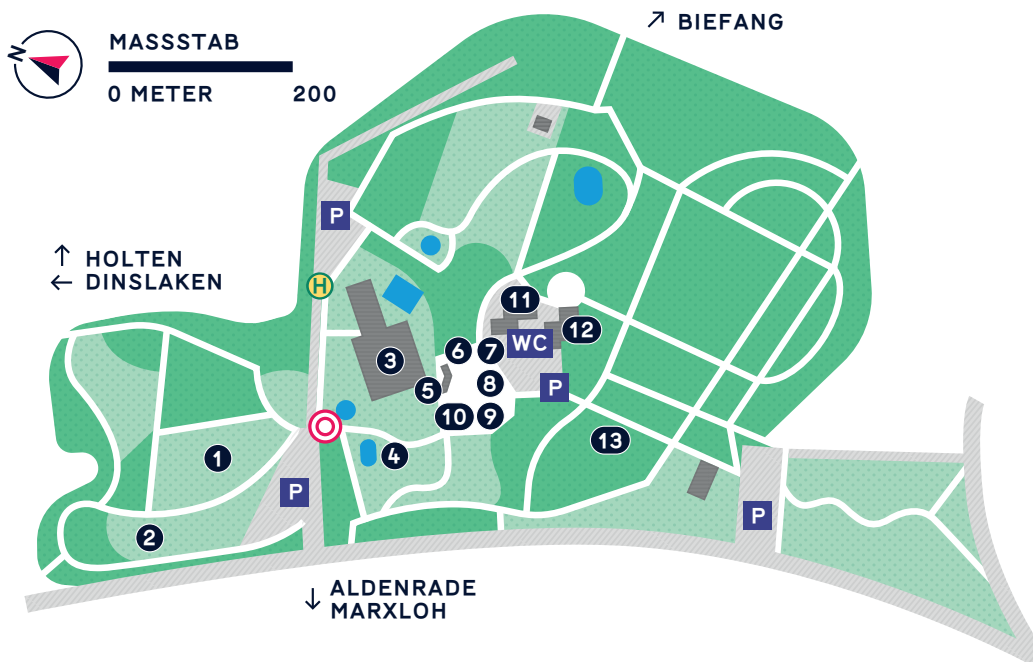 BIEFANG
MASSSTAB
N
0 METER 200
P
HOLTEN
DINSLAKEN
H
11
12
WC
6
7
3
5
8
P
10
9
13
1
4
P
P
2
ALDENRADE
MARXLOH